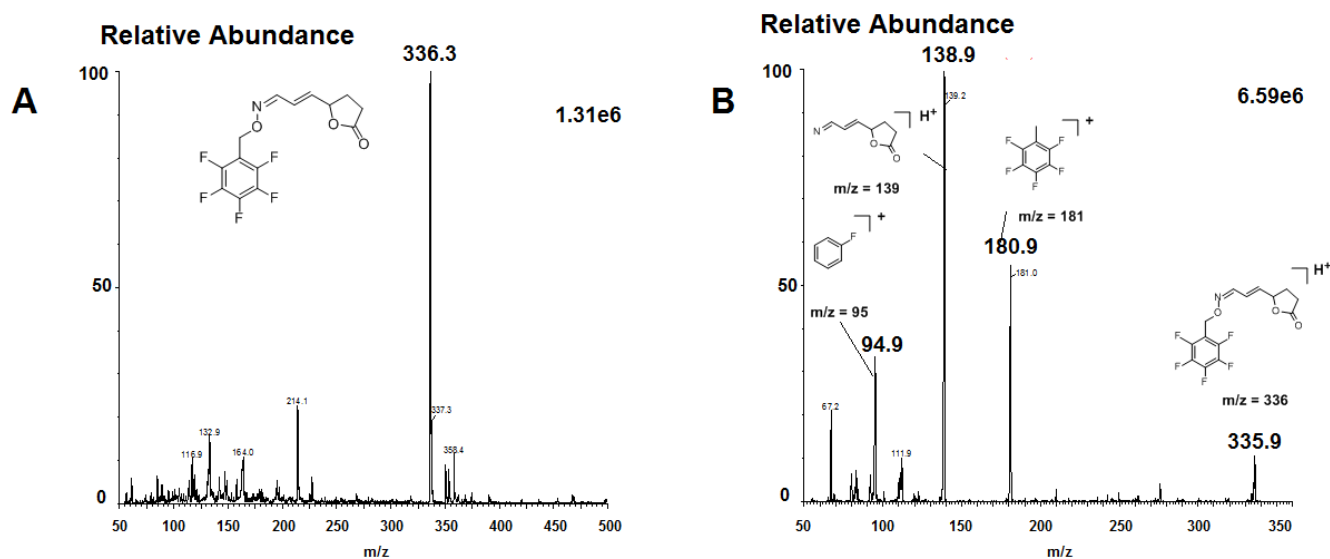 A
Relative Abundance
336.3
100
1.31e6
N
O
O
O
F
F
F
F
F
50
337.3
214.1
132.9
116.9
164.0
358.4
0
50 100 150 200 250 300 350 400 450 500
m/z
B
Relative Abundance
138.9
100
139.2
6.59e6
H+
N
O
O
m/z = 139
+
F
F
F
F
F
m/z = 181
+
F
m/z = 95
180.9
181.0
50
94.9
67.2
111.9
H+
N
O
O
O
F
F
F
F
F
m/z = 336
335.9
0
50 100 150 200 250 300 350
m/z